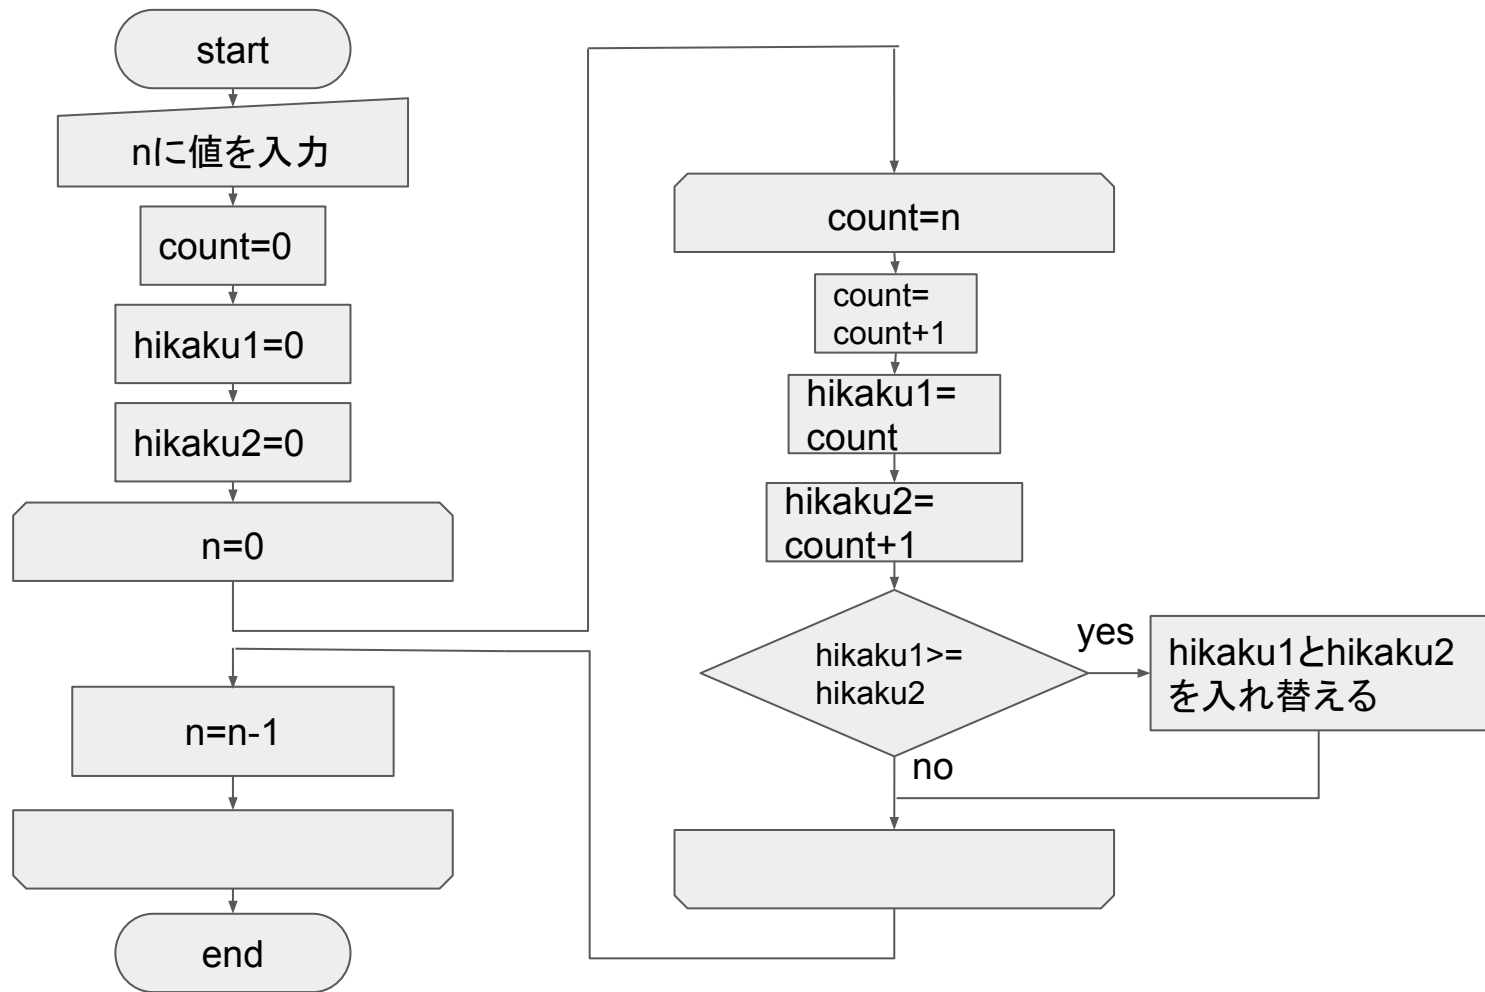 start
nに値を入力
count=0
hikaku1=0
hikaku2=0
n=0
n=n-1
end
count=n
count=
count+1
hikaku1=
count
hikaku2=
count+1
hikaku1>=
hikaku2
yes
hikaku1とhikaku2
を入れ替える
no